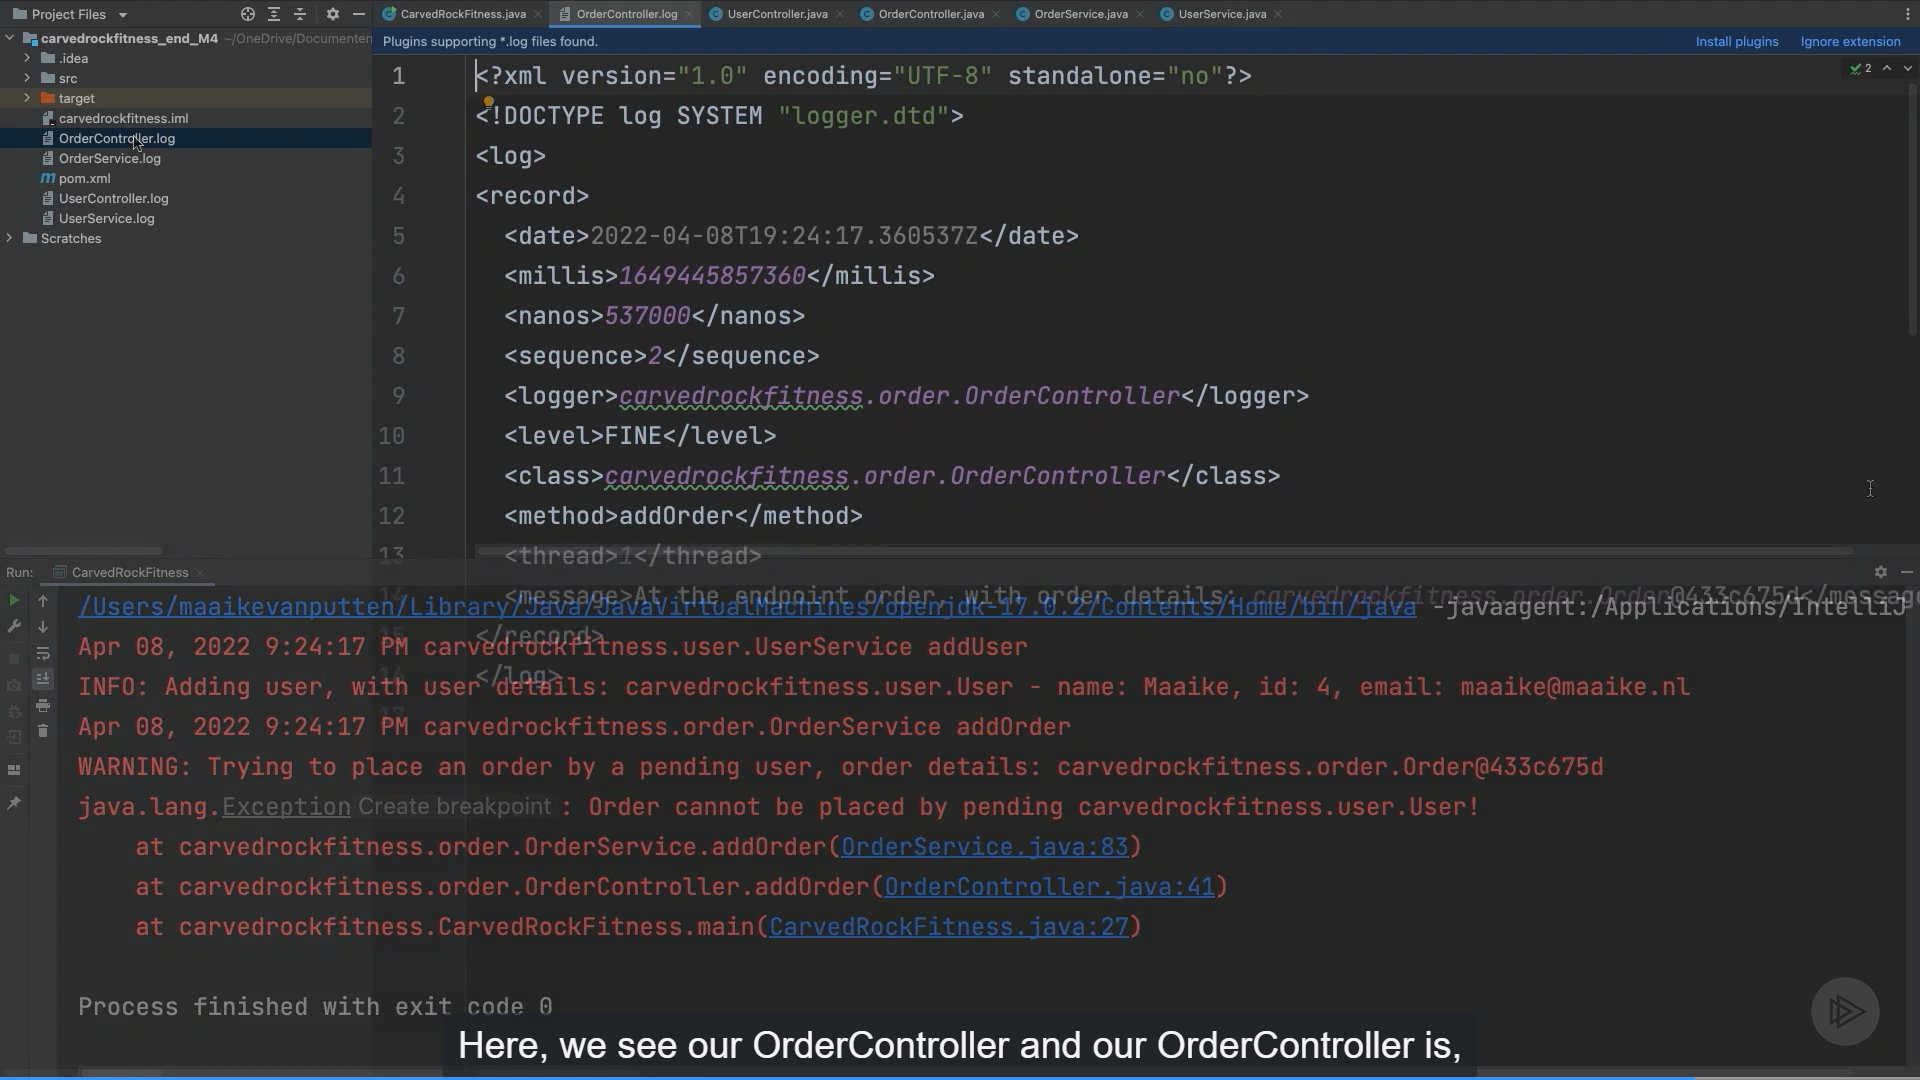 Project Files
carvedrockfitness_end_M4 ~/OneDrive/Documenten
.idea
src
target
carvedrockfitness.iml
OrderController.log
OrderService.log
pom.xml
UserController.log
UserService.log
Scratches
CarvedRockFitness.java OrderController.log UserController.java OrderController.java OrderService.java UserService.java
Plugins supporting *.log files found. Install plugins Ignore extension
2
1 <?xml version="1.0" encoding="UTF-8" standalone="no"?>
2 <!DOCTYPE log SYSTEM "logger.dtd">
3 <log>
4 <record>
5 <date>2022-04-08T19:24:17.360537Z</date>
6 <millis>1649445857360</millis>
7 <nanos>537000</nanos>
8 <sequence>2</sequence>
9 <logger>carvedrockfitness.order.OrderController</logger>
10 <level>FINE</level>
11 <class>carvedrockfitness.order.OrderController</class>
12 <method>addOrder</method>
13 <thread>1</thread>
14 <message>At the endpoint order, with order details: carvedrockfitness.order.Order@433c675d</message
15 </record>
16 </log>
17
Run: CarvedRockFitness
/Users/maaikevanputten/Library/Java/JavaVirtualMachines/openjdk-17.0.2/Contents/Home/bin/java -javaagent:/Applications/IntelliJ
Apr 08, 2022 9:24:17 PM carvedrockfitness.user.UserService addUser
INFO: Adding user, with user details: carvedrockfitness.user.User - name: Maaike, id: 4, email: maaike@maaike.nl
Apr 08, 2022 9:24:17 PM carvedrockfitness.order.OrderService addOrder
WARNING: Trying to place an order by a pending user, order details: carvedrockfitness.order.Order@433c675d
java.lang.Exception Create breakpoint : Order cannot be placed by pending carvedrockfitness.user.User!
at carvedrockfitness.order.OrderService.addOrder(OrderService.java:83)
at carvedrockfitness.order.OrderController.addOrder(OrderController.java:41)
at carvedrockfitness.CarvedRockFitness.main(CarvedRockFitness.java:27)
Process finished with exit code 0
Here, we see our OrderController and our OrderController is,